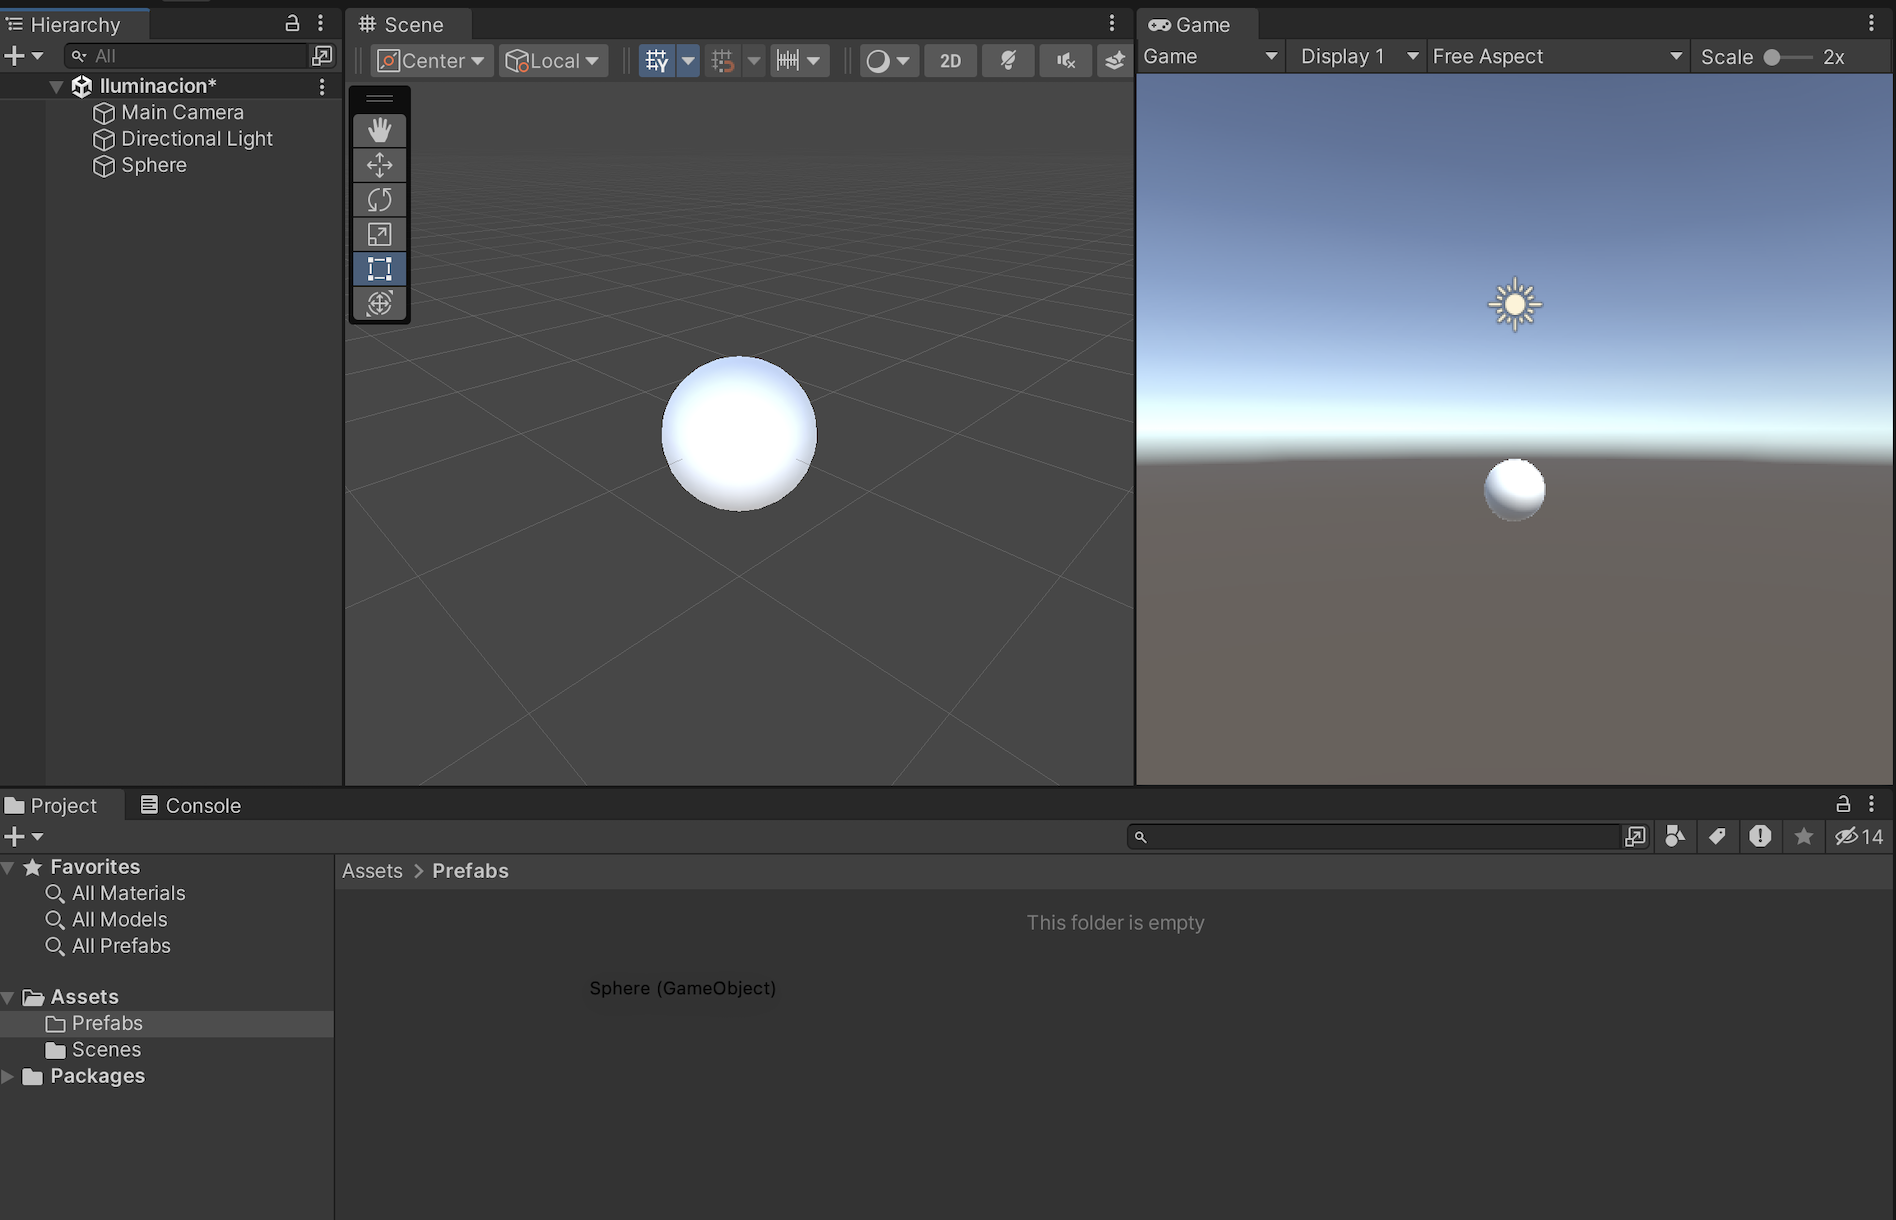 Hierarchy
All
Iluminacion*
Main Camera
Directional Light
Sphere
Scene
Center
Local
2D
Game
Game
Display 1
Free Aspect
Scale
2x
Project
Console
14
Favorites
All Materials
All Models
All Prefabs
Assets
Prefabs
Scenes
Packages
Assets > Prefabs
This folder is empty
Sphere (GameObject)